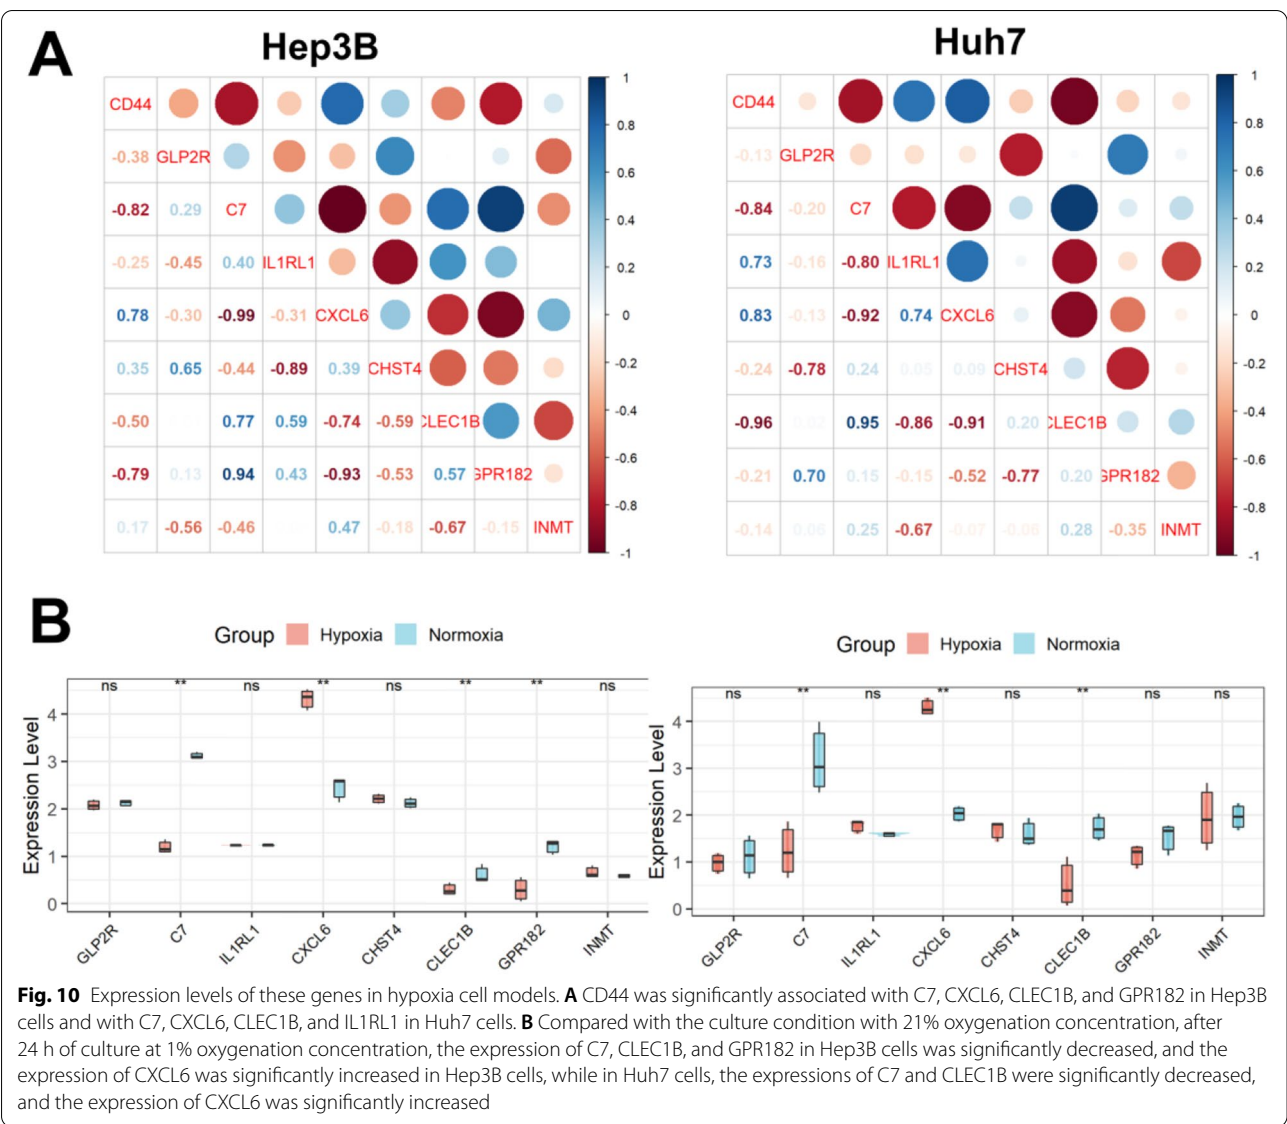 A
Hep3B
Huh7
CD44
-0.38 GLP2R
-0.82 0.29 C7
-0.25 -0.45 0.40 IL1RL1
0.78 -0.30 -0.99 -0.31 CXCL6
0.35 0.65 -0.44 -0.89 0.39 CHST4
-0.50 0.77 0.59 -0.74 -0.59 CLEC1B
-0.79 0.13 0.94 0.43 -0.93 -0.53 0.57 GPR182
0.17 -0.56 -0.46 0.47 -0.18 -0.67 -0.15 INMT
1
0.8
0.6
0.4
0.2
0
-0.2
-0.4
-0.6
-0.8
-1
CD44
-0.13 GLP2R
-0.84 -0.20 C7
0.73 -0.16 -0.80 IL1RL1
0.83 -0.13 -0.92 0.74 CXCL6
-0.24 -0.78 0.24 0.05 0.09 CHST4
-0.96 0.95 -0.86 -0.91 0.20 CLEC1B
-0.21 0.70 0.15 -0.15 -0.52 -0.77 0.20 GPR182
-0.14 0.06 0.25 -0.67 -0.07 -0.06 0.28 -0.35 INMT
1
0.8
0.6
0.4
0.2
0
-0.2
-0.4
-0.6
-0.8
-1
B
Group Hypoxia Normoxia
ns ** ns ** ns ** ** ns
Expression Level
4
3
2
1
0
GLP2R C7 IL1RL1 CXCL6 CHST4 CLEC1B GPR182 INMT
Group Hypoxia Normoxia
ns ** ns ** ns ** ns ns
Expression Level
4
3
2
1
0
GLP2R C7 IL1RL1 CXCL6 CHST4 CLEC1B GPR182 INMT
Fig. 10 Expression levels of these genes in hypoxia cell models. A CD44 was significantly associated with C7, CXCL6, CLEC1B, and GPR182 in Hep3B
cells and with C7, CXCL6, CLEC1B, and IL1RL1 in Huh7 cells. B Compared with the culture condition with 21% oxygenation concentration, after
24 h of culture at 1% oxygenation concentration, the expression of C7, CLEC1B, and GPR182 in Hep3B cells was significantly decreased, and the
expression of CXCL6 was significantly increased in Hep3B cells, while in Huh7 cells, the expressions of C7 and CLEC1B were significantly decreased,
and the expression of CXCL6 was significantly increased